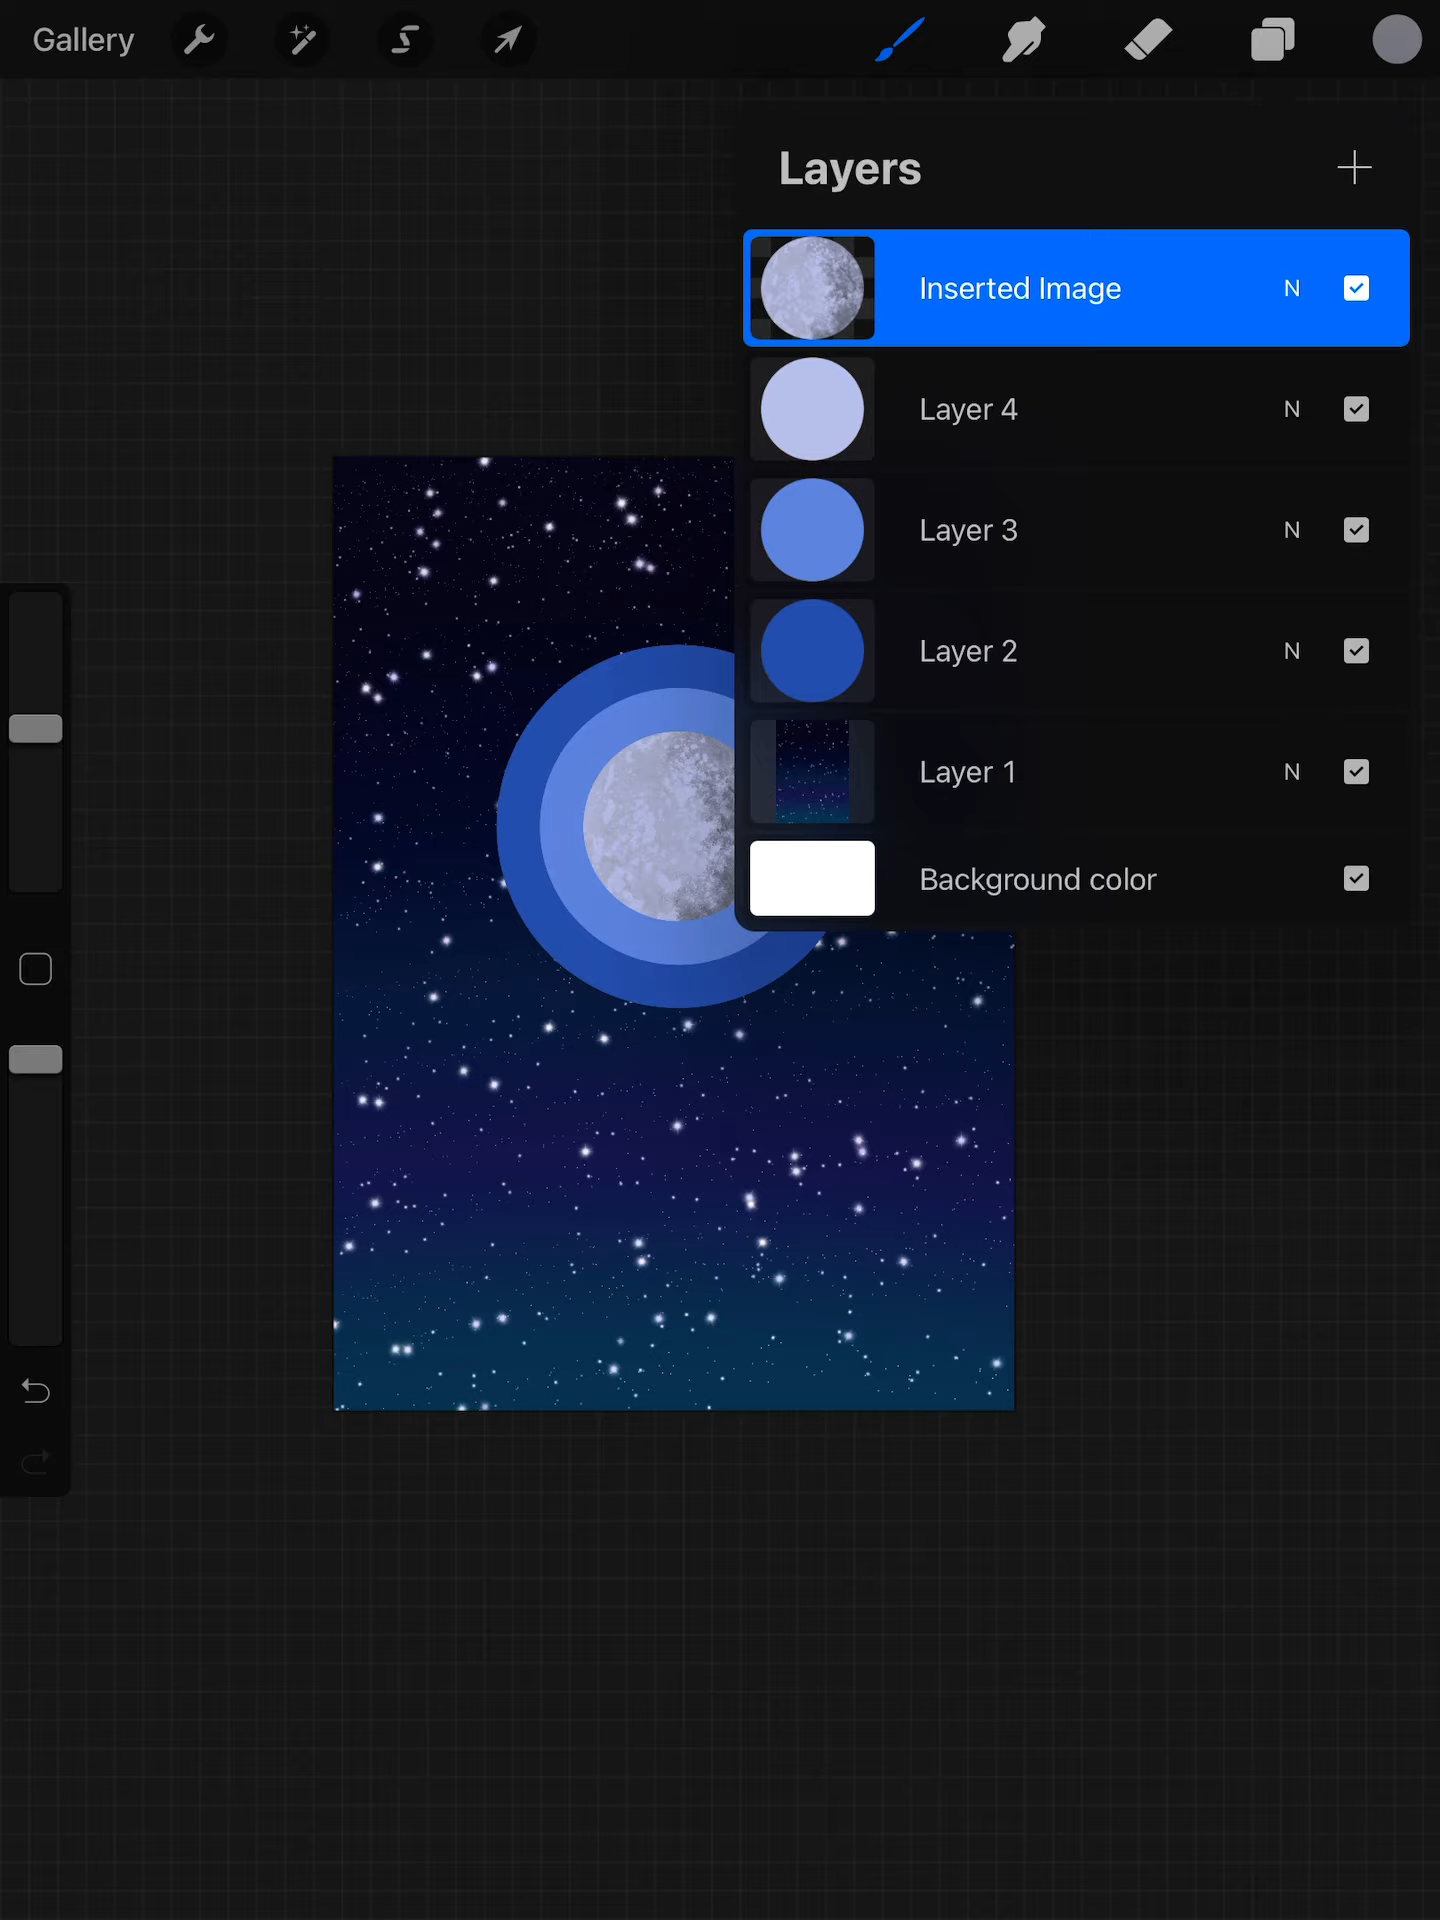 Gallery
Layers
Inserted Image N
Layer 4 N
Layer 3 N
Layer 2 N
Layer 1 N
Background color